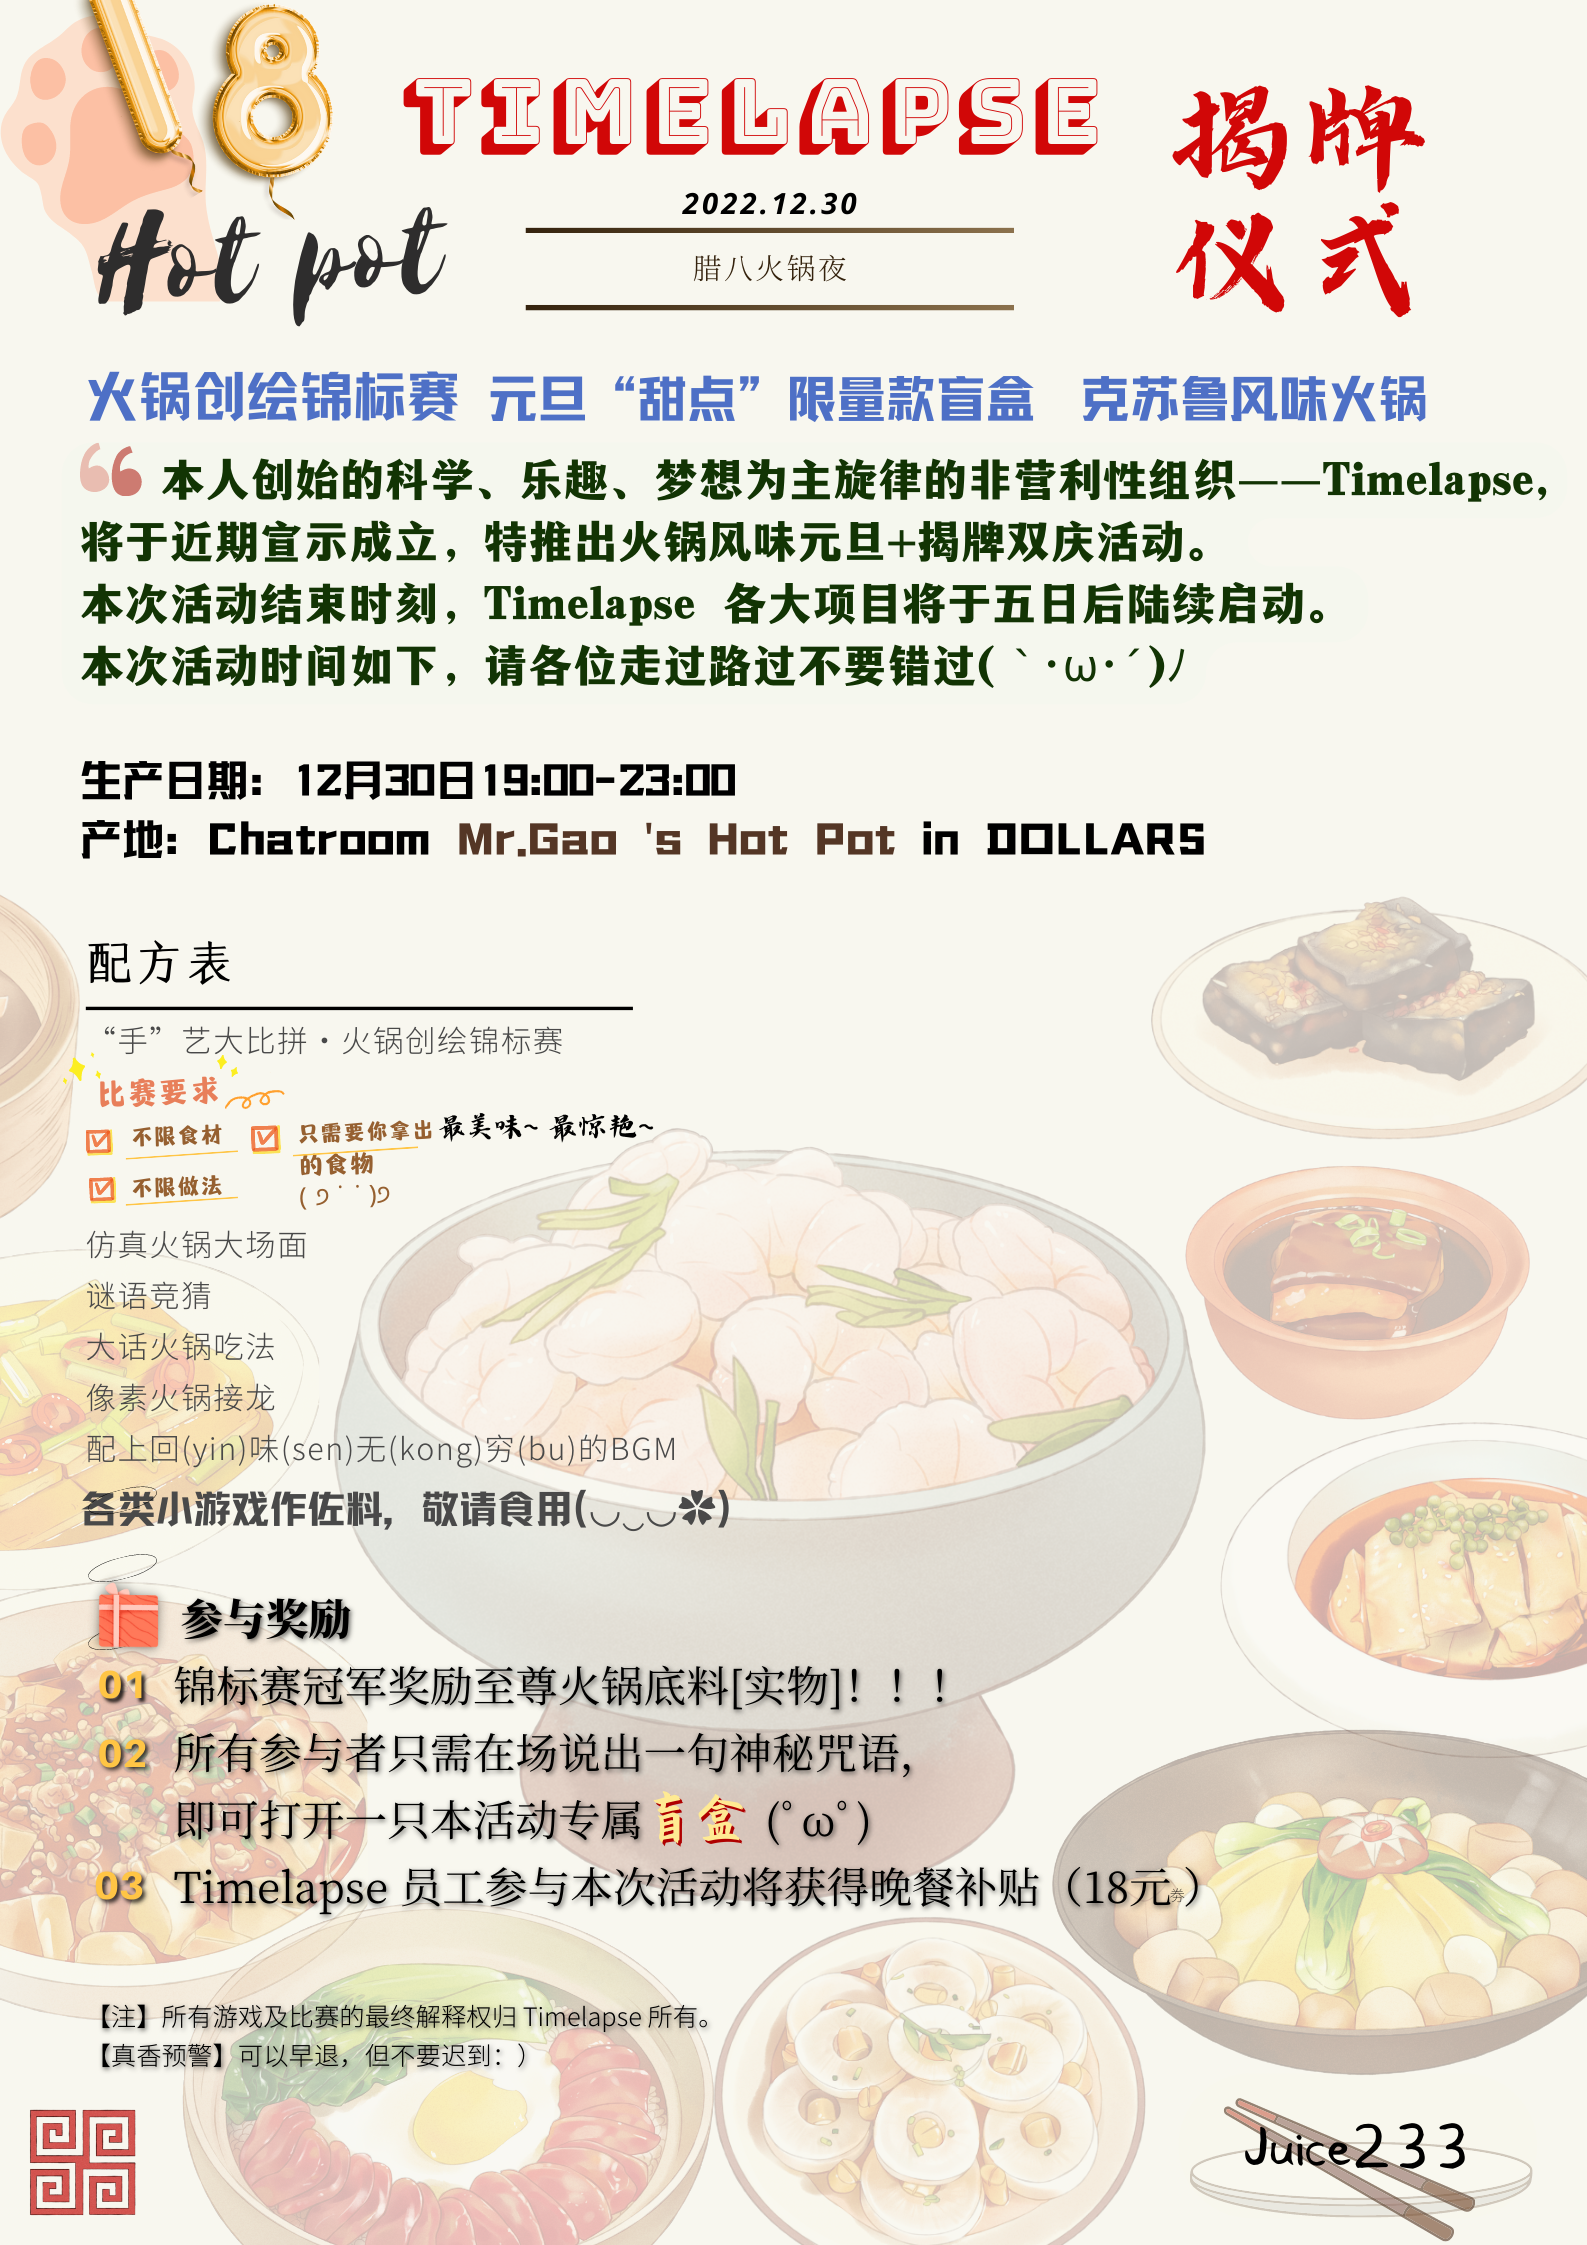 18
TIMELAPSE
揭牌
仪式
Hot pot
2022.12.30
腊八火锅夜
火锅创绘锦标赛 元旦“甜点”限量款盲盒 克苏鲁风味火锅
本人创始的科学、乐趣、梦想为主旋律的非营利性组织——Timelapse,
将于近期宣示成立，特推出火锅风味元旦+揭牌双庆活动。
本次活动结束时刻，Timelapse 各大项目将于五日后陆续启动。
本次活动时间如下，请各位走过路过不要错过( `･ω･´)ﾉ
生产日期：12月30日19:00-23:00
产地：Chatroom Mr.Gao 's Hot Pot in DOLLARS
配方表
“手”艺大比拼·火锅创绘锦标赛
比赛要求
不限食材
只需要你拿出最美味~ 最惊艳~
的食物
不限做法
( ੭˙˙)੭
仿真火锅大场面
谜语竞猜
大话火锅吃法
像素火锅接龙
配上回(yin)味(sen)无(kong)穷(bu)的BGM
各类小游戏作佐料，敬请食用(◡‿◡✿)
参与奖励
01 锦标赛冠军奖励至尊火锅底料[实物]！！！
02 所有参与者只需在场说出一句神秘咒语，
即可打开一只本活动专属盲盒 (ﾟωﾟ)
03 Timelapse 员工参与本次活动将获得晚餐补贴（18元券）
【注】所有游戏及比赛的最终解释权归 Timelapse 所有。
【真香预警】可以早退，但不要迟到：）
Juice233